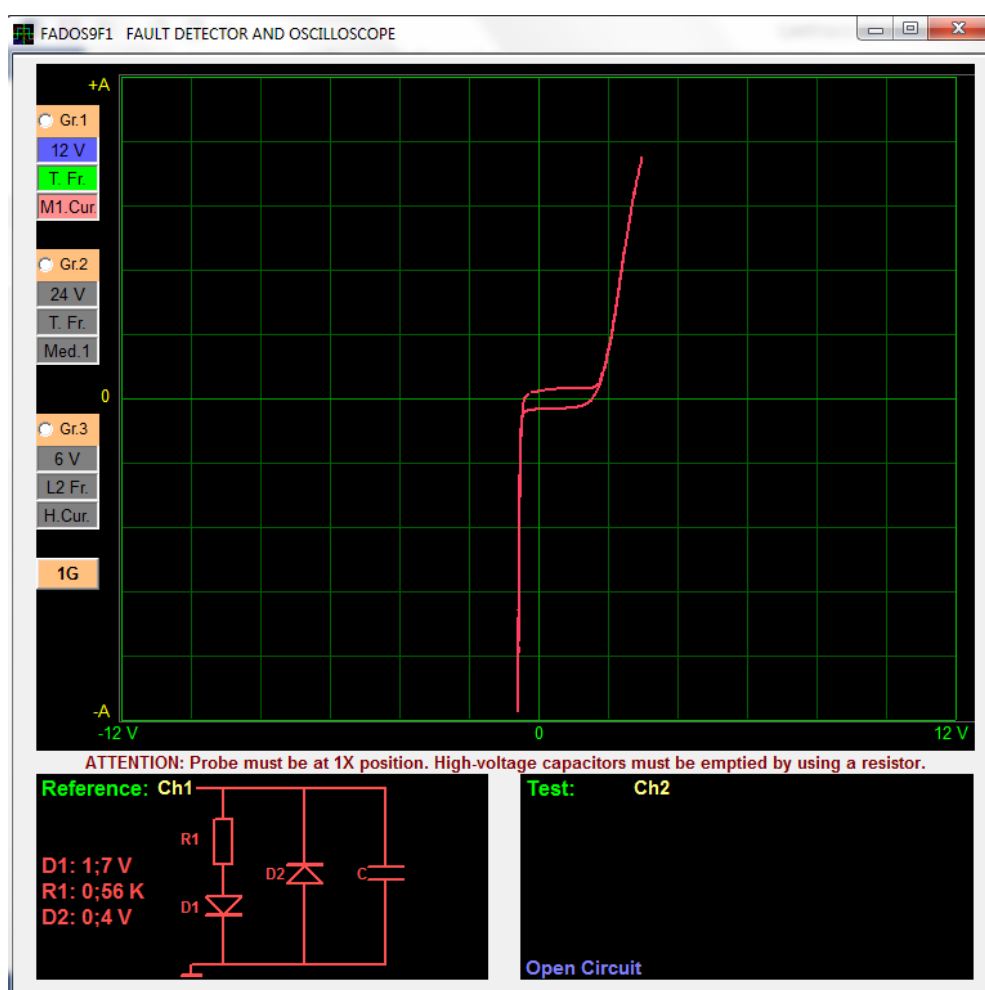 FADOS9F1 FAULT DETECTOR AND OSCILLOSCOPE
+A
Gr.1
12 V
T. Fr.
M1.Cur.
Gr.2
24 V
T. Fr.
Med.1
0
Gr.3
6 V
L2 Fr.
H.Cur.
1G
-A
-12 V
0
12 V
ATTENTION: Probe must be at 1X position. High-voltage capacitors must be emptied by using a resistor.
Reference: Ch1
R1
D1: 1;7 V
R1: 0;56 K
D2: 0;4 V
D2
C
D1
Test: Ch2
Open Circuit